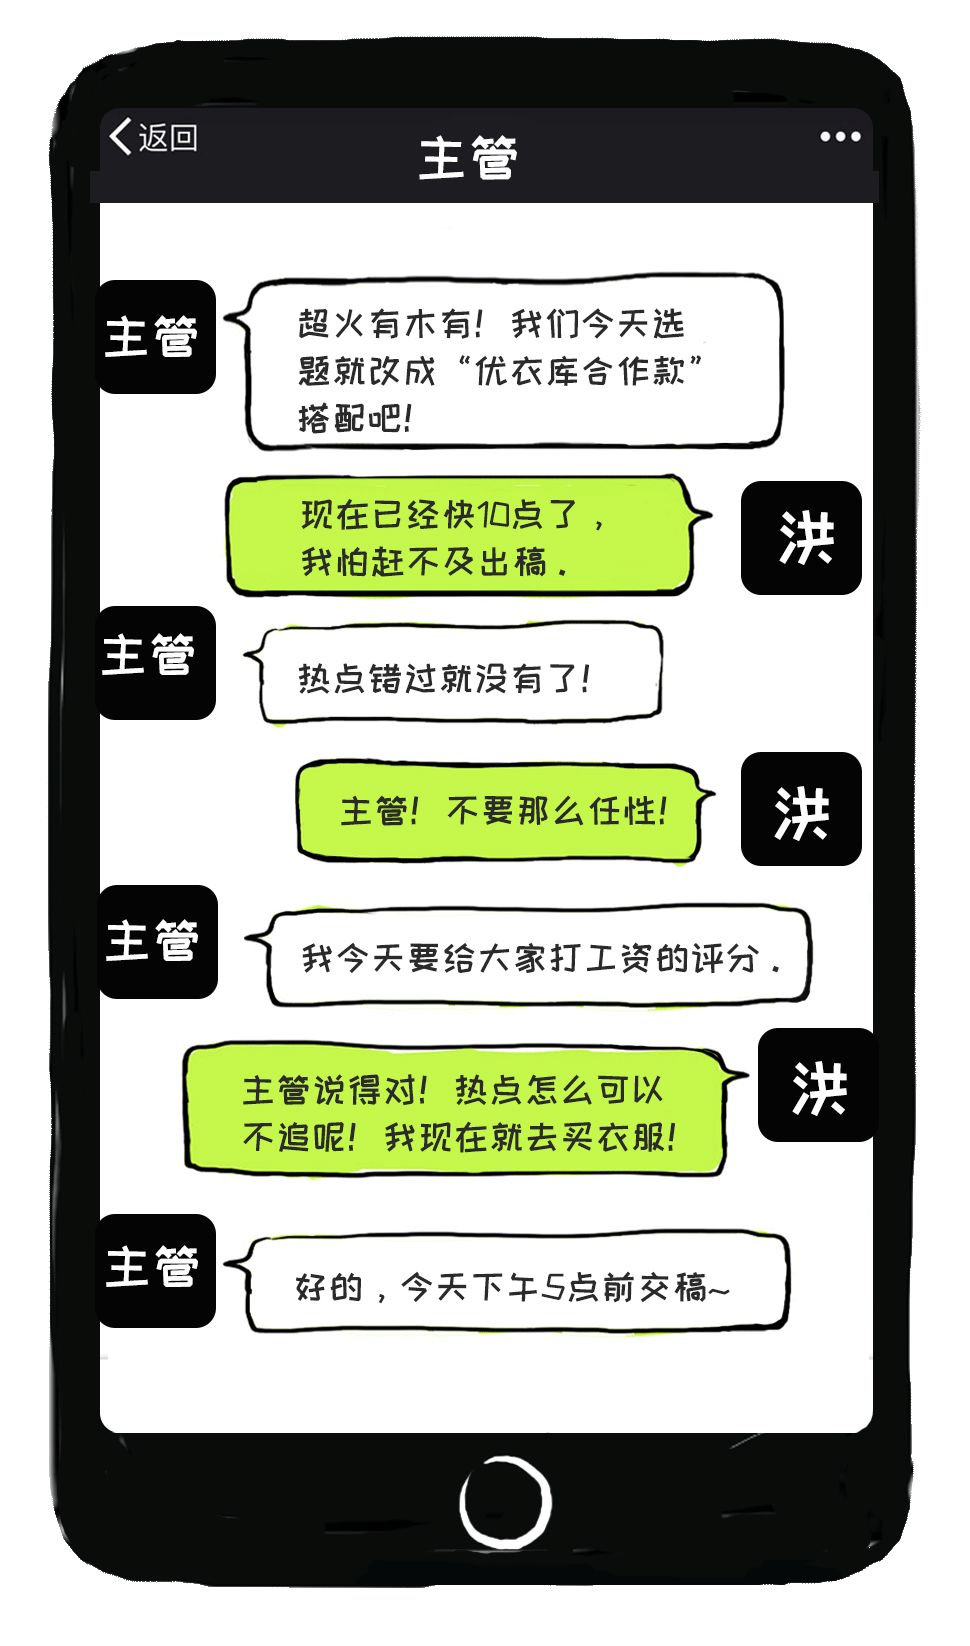 返回
主管
主管
超火有木有！我们今天选
题就改成“优衣库合作款”
搭配吧！
现在已经快10点了，
我怕赶不及出稿.
洪
主管
热点错过就没有了！
主管！不要那么任性！
洪
主管
我今天要给大家打工资的评分.
主管说得对！热点怎么可以
不追呢！我现在就去买衣服！
洪
主管
好的，今天下午5点前交稿~